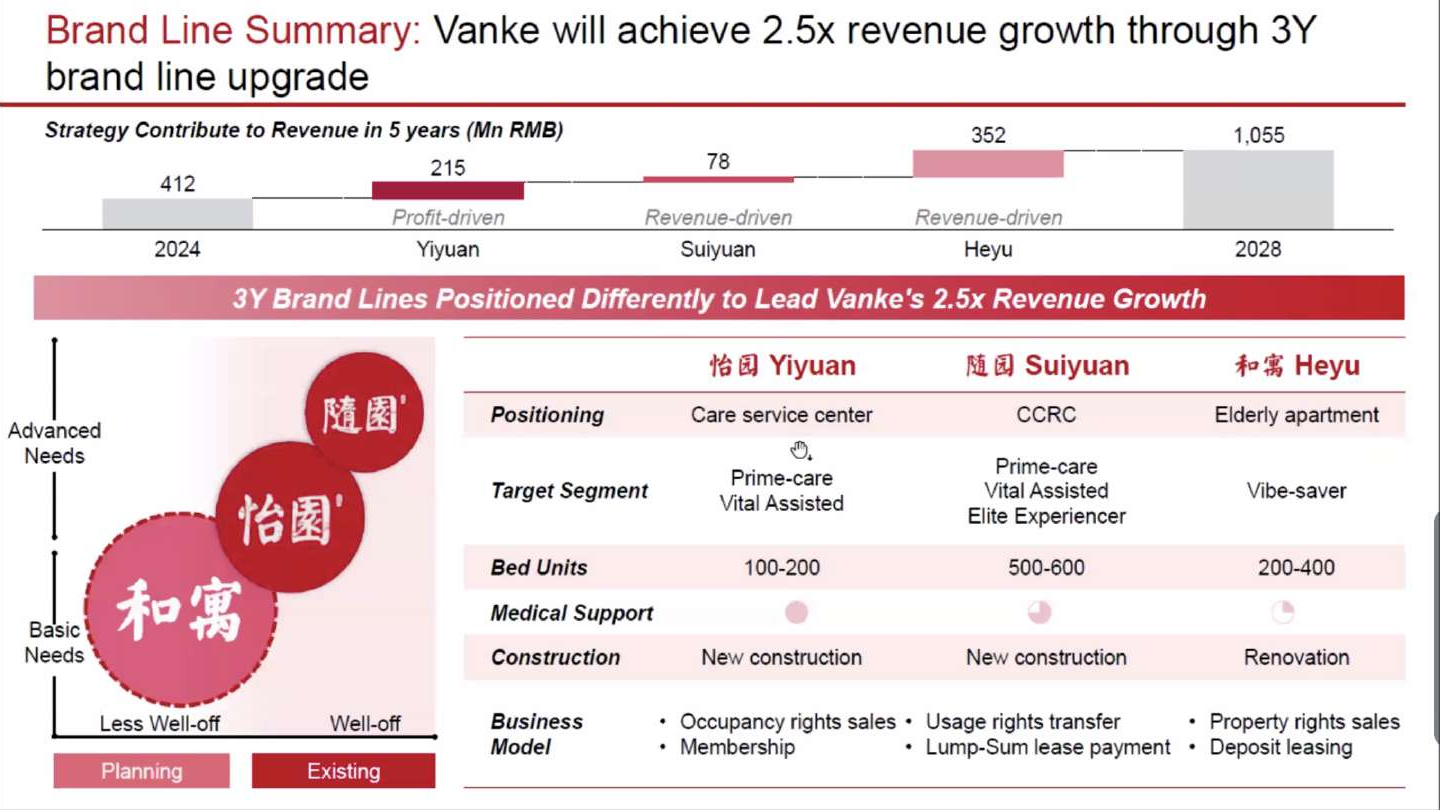 Brand Line Summary: Vanke will achieve 2.5x revenue growth through 3Y
brand line upgrade
Strategy Contribute to Revenue in 5 years (Mn RMB)
412
215
78
352
1,055
Profit-driven
Revenue-driven
Revenue-driven
2024
Yiyuan
Suiyuan
Heyu
2028
3Y Brand Lines Positioned Differently to Lead Vanke's 2.5x Revenue Growth
Advanced
Needs
Basic
Needs
隨園'
怡園'
和寓
Less Well-off
Well-off
Planning
Existing
怡园 Yiyuan
随园 Suiyuan
和寓 Heyu
Positioning
Care service center
CCRC
Elderly apartment
Target Segment
Prime-care
Vital Assisted
Prime-care
Vital Assisted
Elite Experiencer
Vibe-saver
Bed Units
100-200
500-600
200-400
Medical Support
Construction
New construction
New construction
Renovation
Business
Model
• Occupancy rights sales
• Membership
• Usage rights transfer
• Lump-Sum lease payment
• Property rights sales
• Deposit leasing